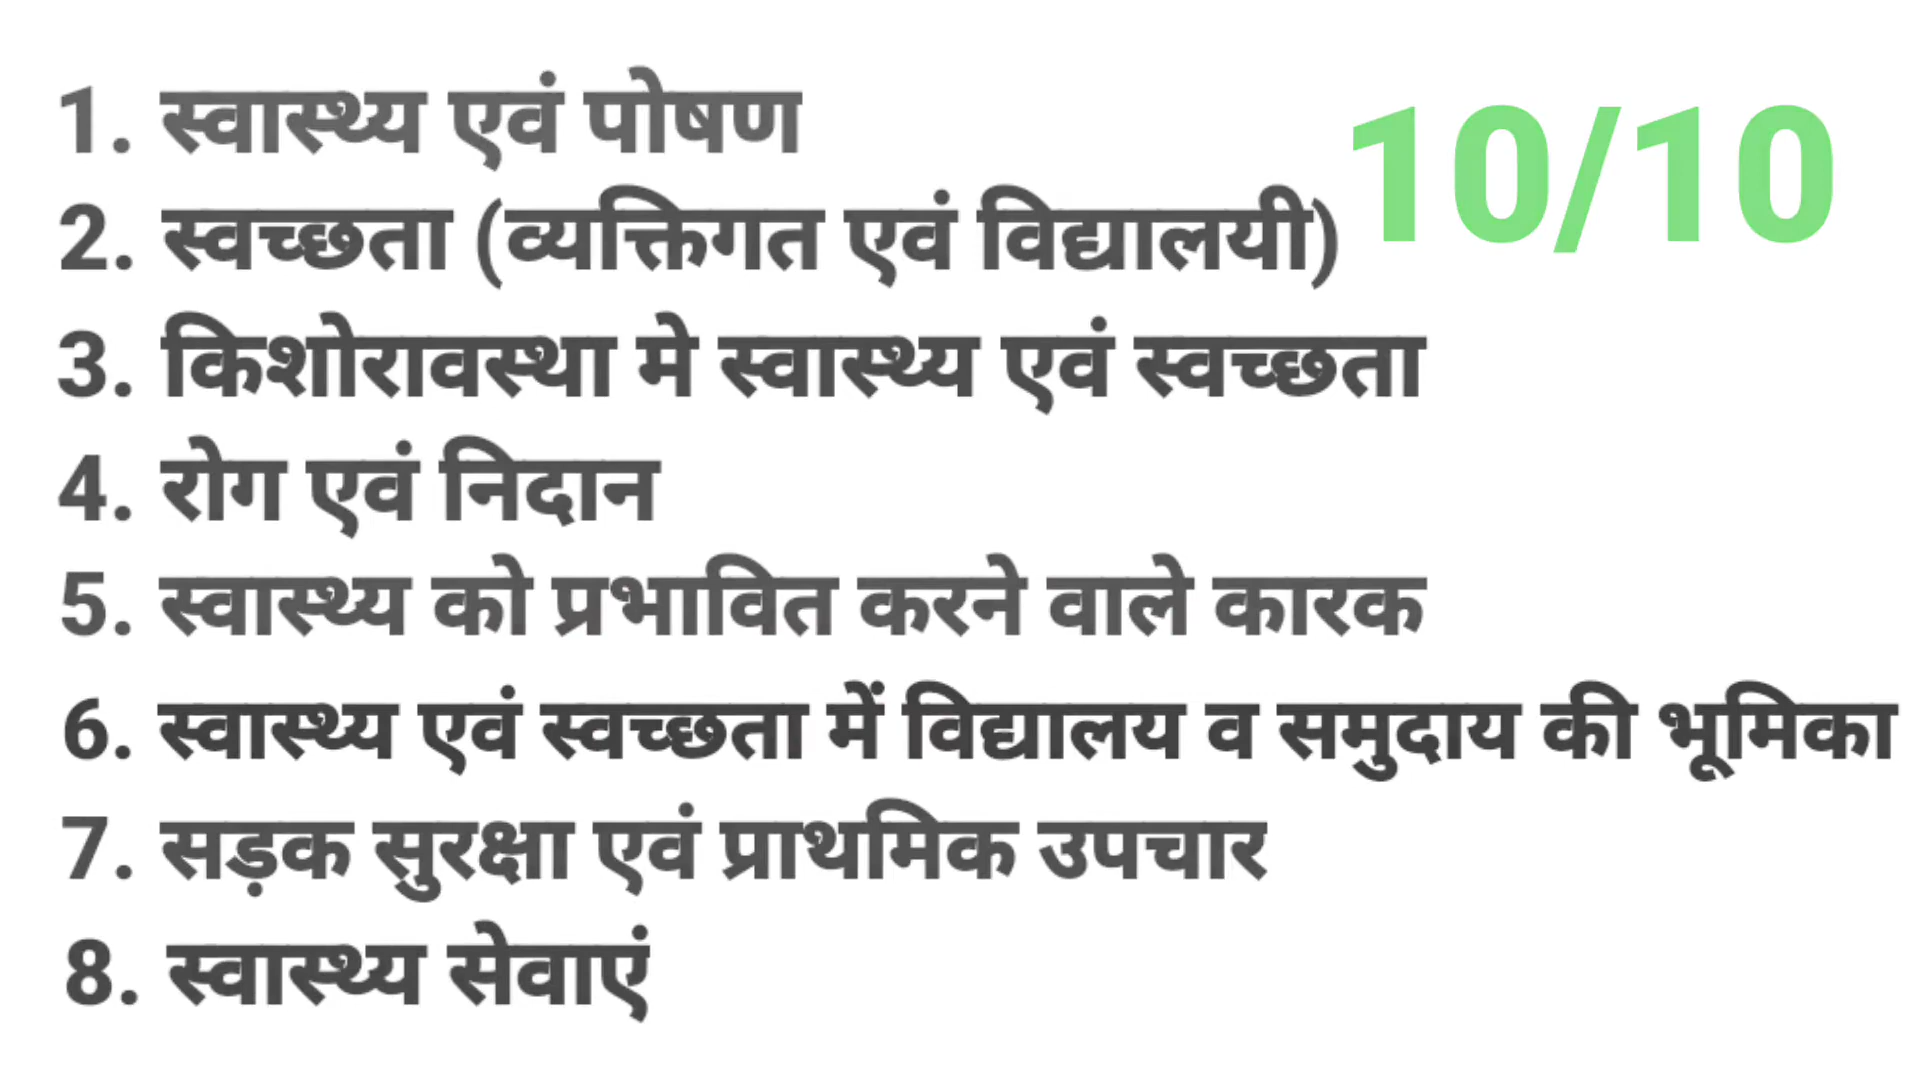 1. स्वास्थ्य एवं पोषण
10/10
2. स्वच्छता (व्यक्तिगत एवं विद्यालयी)
3. किशोरावस्था मे स्वास्थ्य एवं स्वच्छता
4. रोग एवं निदान
5. स्वास्थ्य को प्रभावित करने वाले कारक
6. स्वास्थ्य एवं स्वच्छता में विद्यालय व समुदाय की भूमिका
7. सड़क सुरक्षा एवं प्राथमिक उपचार
8. स्वास्थ्य सेवाएं